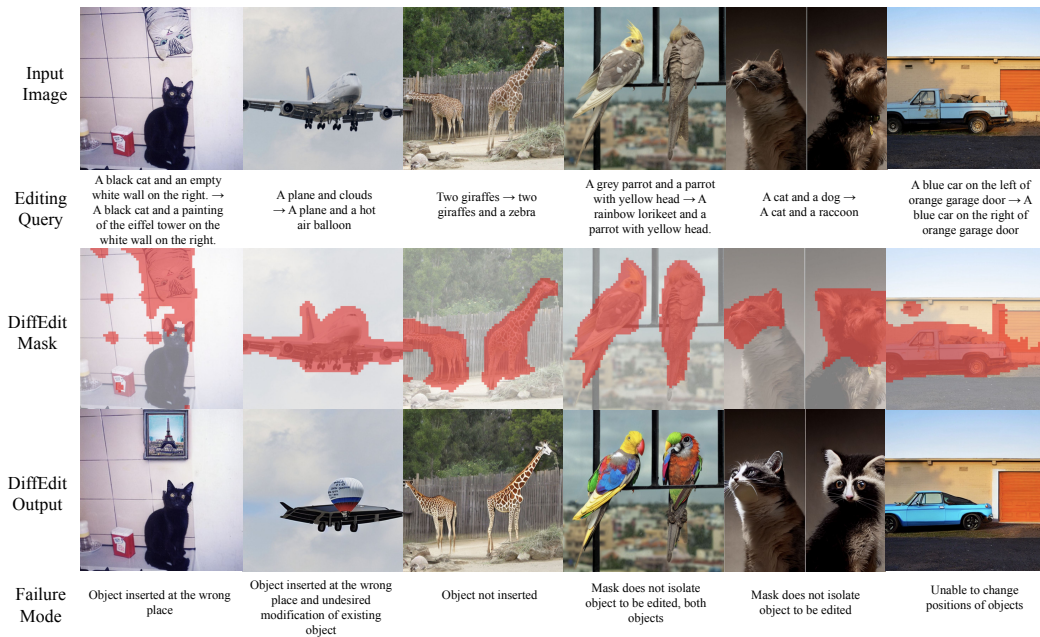 Input
Image
Editing
Query
A black cat and an empty
white wall on the right. →
A black cat and a painting
of the eiffel tower on the
white wall on the right.
A plane and clouds
→ A plane and a hot
air balloon
Two giraffes → two
giraffes and a zebra
A grey parrot and a parrot
with yellow head → A
rainbow lorikeet and a
parrot with yellow head.
A cat and a dog →
A cat and a raccoon
A blue car on the left of
orange garage door → A
blue car on the right of
orange garage door
DiffEdit
Mask
DiffEdit
Output
Failure
Mode
Object inserted at the wrong
place
Object inserted at the wrong
place and undesired
modification of existing
object
Object not inserted
Mask does not isolate
object to be edited, both
objects
Mask does not isolate
object to be edited
Unable to change
positions of objects